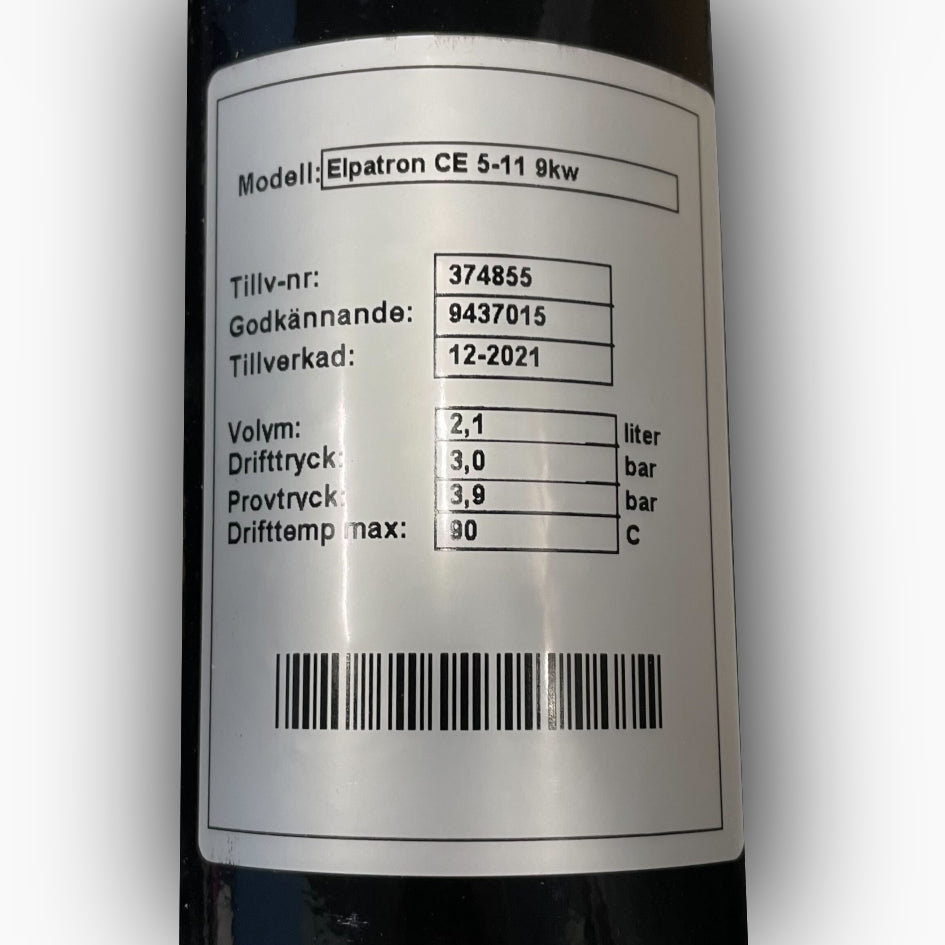 Modell: Elpatron CE 5-11 9kw
Tillv-nr: 374855
Godkännande: 9437015
Tillverkad: 12-2021
Volym: 2,1 liter
Drifttryck: 3,0 bar
Provtryck: 3,9 bar
Drifttemp max: 90 C